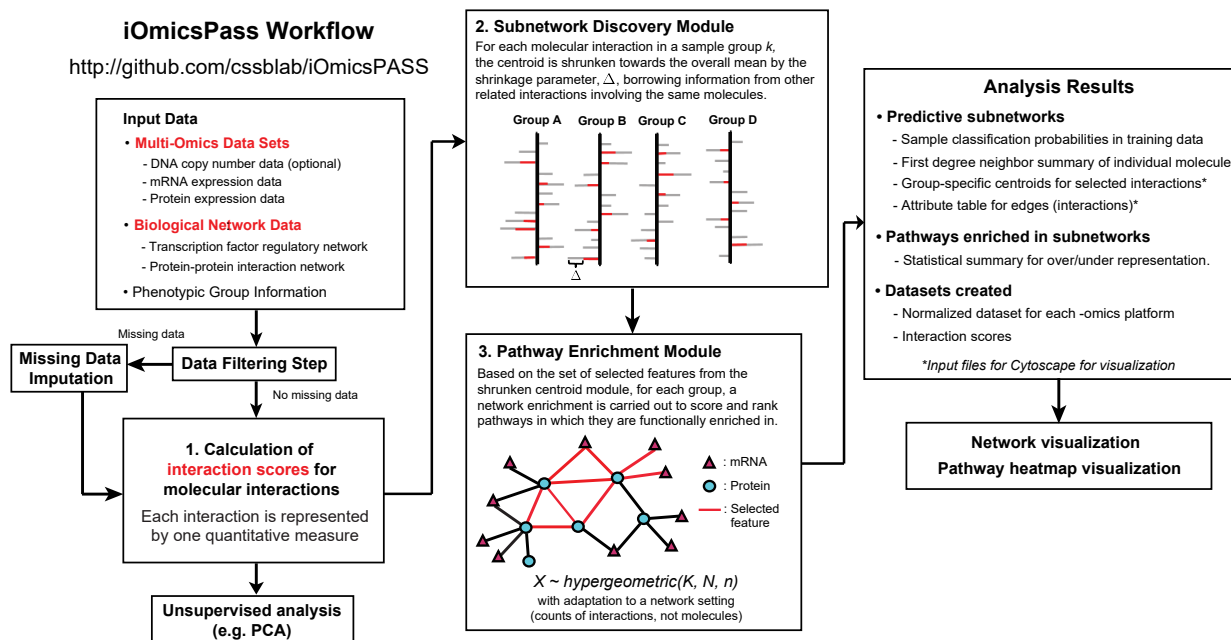 iOmicsPass Workflow
http://github.com/cssblab/iOmicsPASS
Input Data
• Multi-Omics Data Sets
- DNA copy number data (optional)
- mRNA expression data
- Protein expression data
• Biological Network Data
- Transcription factor regulatory network
- Protein-protein interaction network
• Phenotypic Group Information
Missing data
Missing Data
Imputation
Data Filtering Step
No missing data
1. Calculation of
interaction scores for
molecular interactions
Each interaction is represented
by one quantitative measure
Unsupervised analysis
(e.g. PCA)
2. Subnetwork Discovery Module
For each molecular interaction in a sample group k,
the centroid is shrunken towards the overall mean by the
shrinkage parameter, Δ, borrowing information from other
related interactions involving the same molecules.
Group A Group B Group C Group D
Δ
3. Pathway Enrichment Module
Based on the set of selected features from the
shrunken centroid module, for each group, a
network enrichment is carried out to score and rank
pathways in which they are functionally enriched in.
: mRNA
: Protein
: Selected
feature
X ~ hypergeometric(K, N, n)
with adaptation to a network setting
(counts of interactions, not molecules)
Analysis Results
• Predictive subnetworks
- Sample classification probabilities in training data
- First degree neighbor summary of individual molecule
- Group-specific centroids for selected interactions*
- Attribute table for edges (interactions)*
• Pathways enriched in subnetworks
- Statistical summary for over/under representation.
• Datasets created
- Normalized dataset for each -omics platform
- Interaction scores
*Input files for Cytoscape for visualization
Network visualization
Pathway heatmap visualization